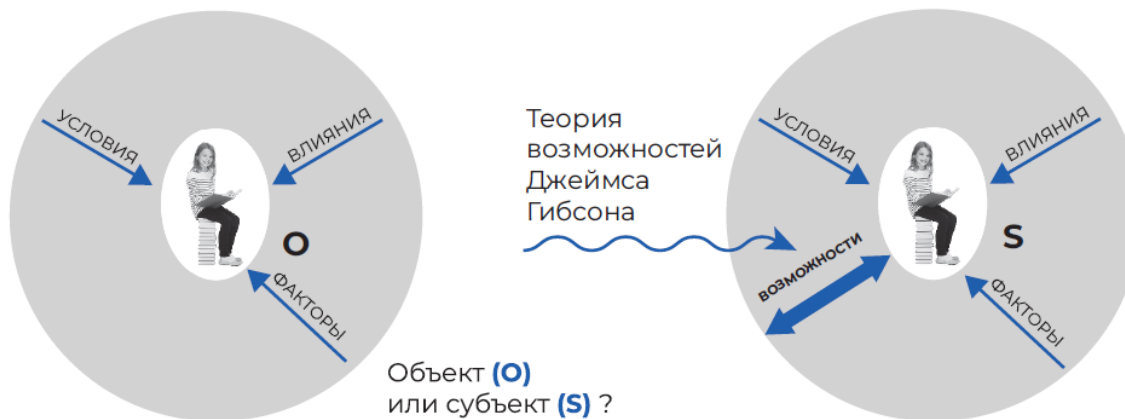 УСЛОВИЯ
ВЛИЯНИЯ
О
ФАКТОРЫ
Теория
возможностей
Джеймса
Гибсона
Объект (О)
или субъект (S) ?
УСЛОВИЯ
ВЛИЯНИЯ
S
ВОЗМОЖНОСТИ
ФАКТОРЫ